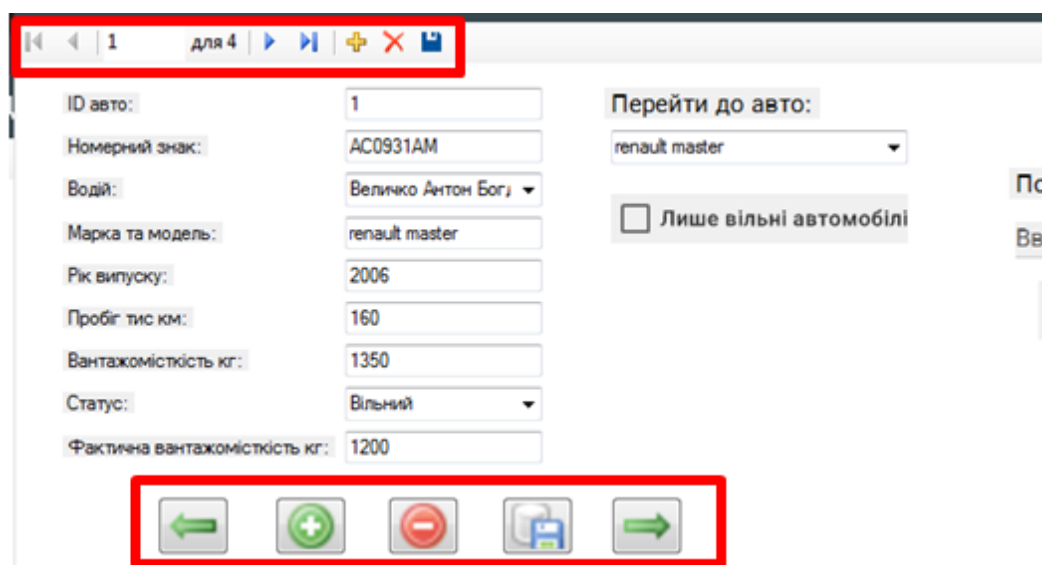 1 для 4
ID авто: 1
Перейти до авто:
Номерний знак: AC0931AM
renault master
Водій: Величко Антон
Марка та модель: renault master
Лише вільні автомобілі
Рік випуску: 2006
Пробіг тис км: 160
Вантажомісткість кг: 1350
Статус: Вільний
Фактична вантажомісткість кг: 1200